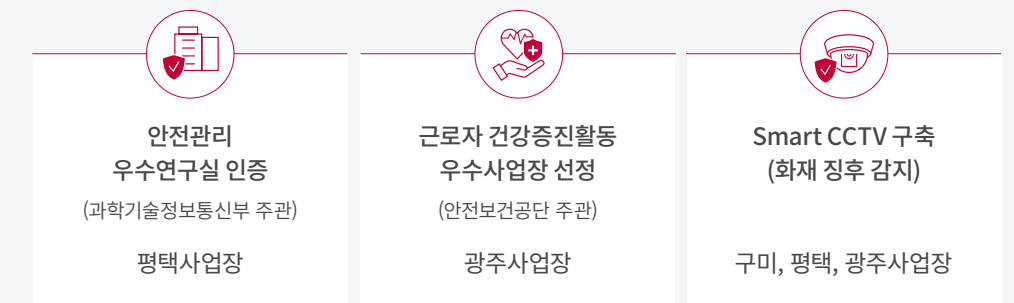 안전관리
우수연구실 인증
(과학기술정보통신부 주관)
평택사업장
근로자 건강증진활동
우수사업장 선정
(안전보건공단 주관)
광주사업장
Smart CCTV 구축
(화재 징후 감지)
구미, 평택, 광주사업장